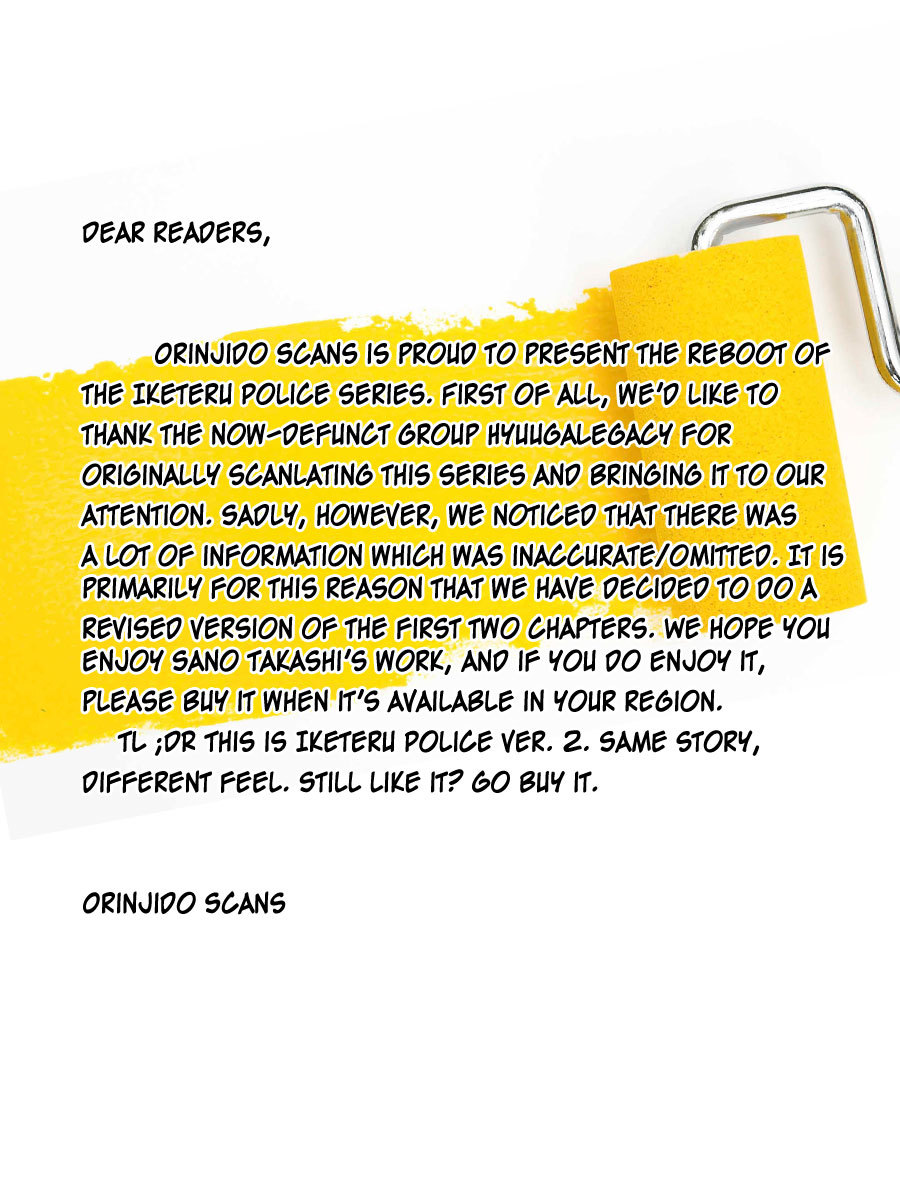 DEAR READERS,
ORINJIDO SCANS IS PROUD TO PRESENT THE REBOOT OF
THE IKETERU POLICE SERIES. FIRST OF ALL, WE'D LIKE TO
THANK THE NOW-DEFUNCT GROUP HYUUGALEGACY FOR
ORIGINALLY SCANLATING THIS SERIES AND BRINGING IT TO OUR
ATTENTION. SADLY, HOWEVER, WE NOTICED THAT THERE WAS
A LOT OF INFORMATION WHICH WAS INACCURATE/OMITTED. IT IS
PRIMARILY FOR THIS REASON THAT WE HAVE DECIDED TO DO A
REVISED VERSION OF THE FIRST TWO CHAPTERS. WE HOPE YOU
ENJOY SANO TAKASHI'S WORK, AND IF YOU DO ENJOY IT,
PLEASE BUY IT WHEN IT'S AVAILABLE IN YOUR REGION.
TL ;DR THIS IS IKETERU POLICE VER. 2. SAME STORY,
DIFFERENT FEEL. STILL LIKE IT? GO BUY IT.
ORINJIDO SCANS